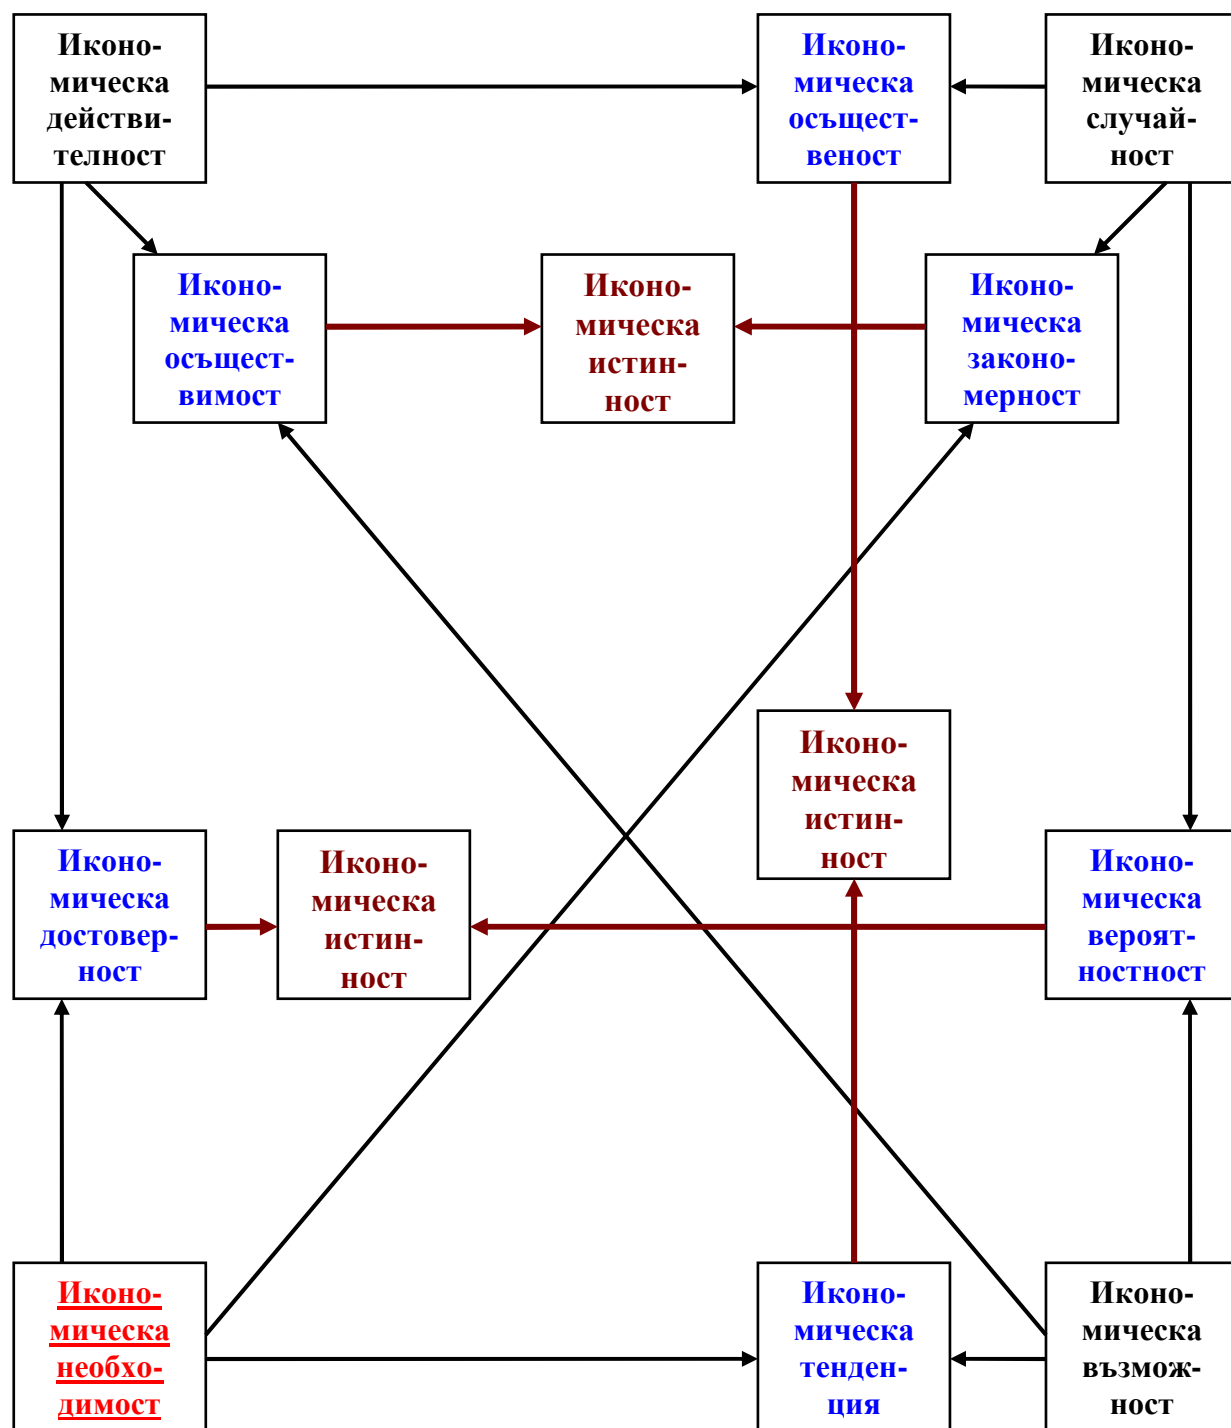 Иконо-
мическа
действи-
телност
Иконо-
мическа
осъщест-
веност
Иконо-
мическа
случай-
ност
Иконо-
мическа
осъщест-
вимост
Иконо-
мическа
истин-
ност
Иконо-
мическа
законо-
мерност
Иконо-
мическа
истин-
ност
Иконо-
мическа
достовер-
ност
Иконо-
мическа
истин-
ност
Иконо-
мическа
вероят-
ностност
Иконо-
мическа
необхо-
димост
Иконо-
мическа
тенден-
ция
Иконо-
мическа
възмож-
ност